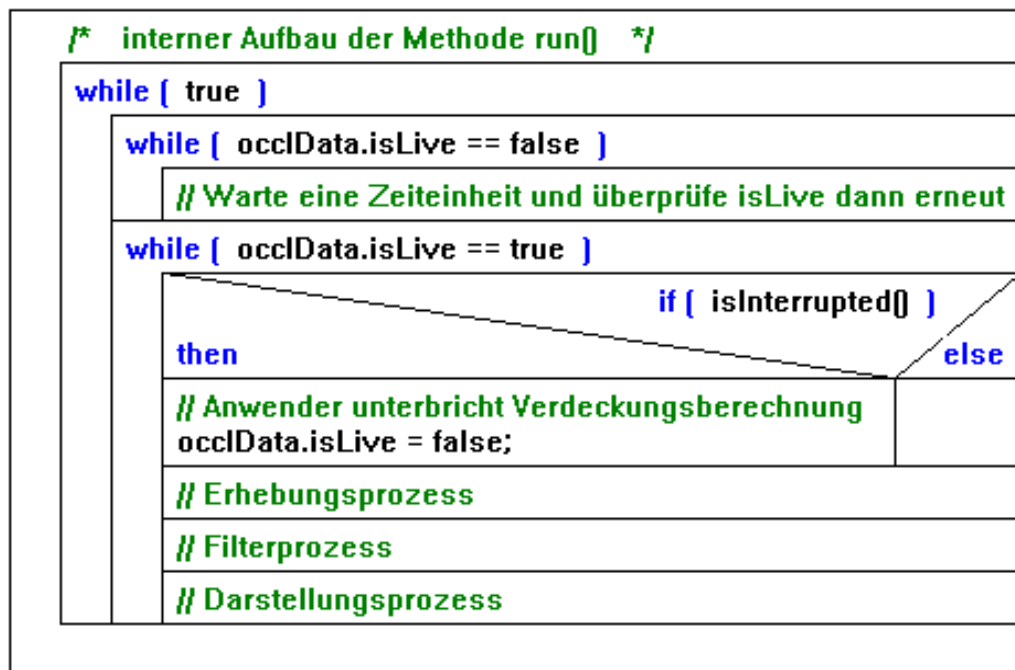 /* interner Aufbau der Methode run() */
while ( true )
while ( occlData.isLive == false )
// Warte eine Zeiteinheit und überprüfe isLive dann erneut
while ( occlData.isLive == true )
if ( isInterrupted() )
then else
// Anwender unterbricht Verdeckungsberechnung
occlData.isLive = false;
// Erhebungsprozess
// Filterprozess
// Darstellungsprozess